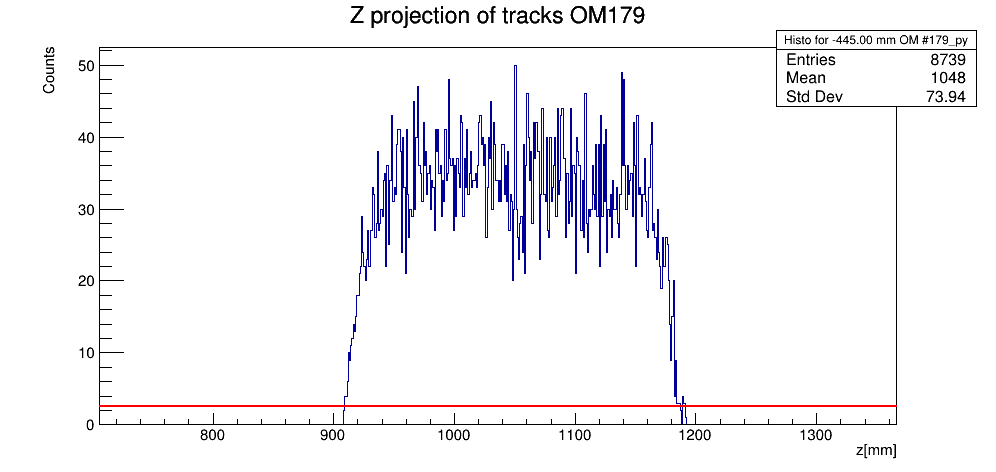 Z projection of tracks OM179
Histo for -445.00 mm OM #179_py
Entries 8739
Mean 1048
Std Dev 73.94
Counts
50
40
30
20
10
0
800 900 1000 1100 1200 1300
z[mm]